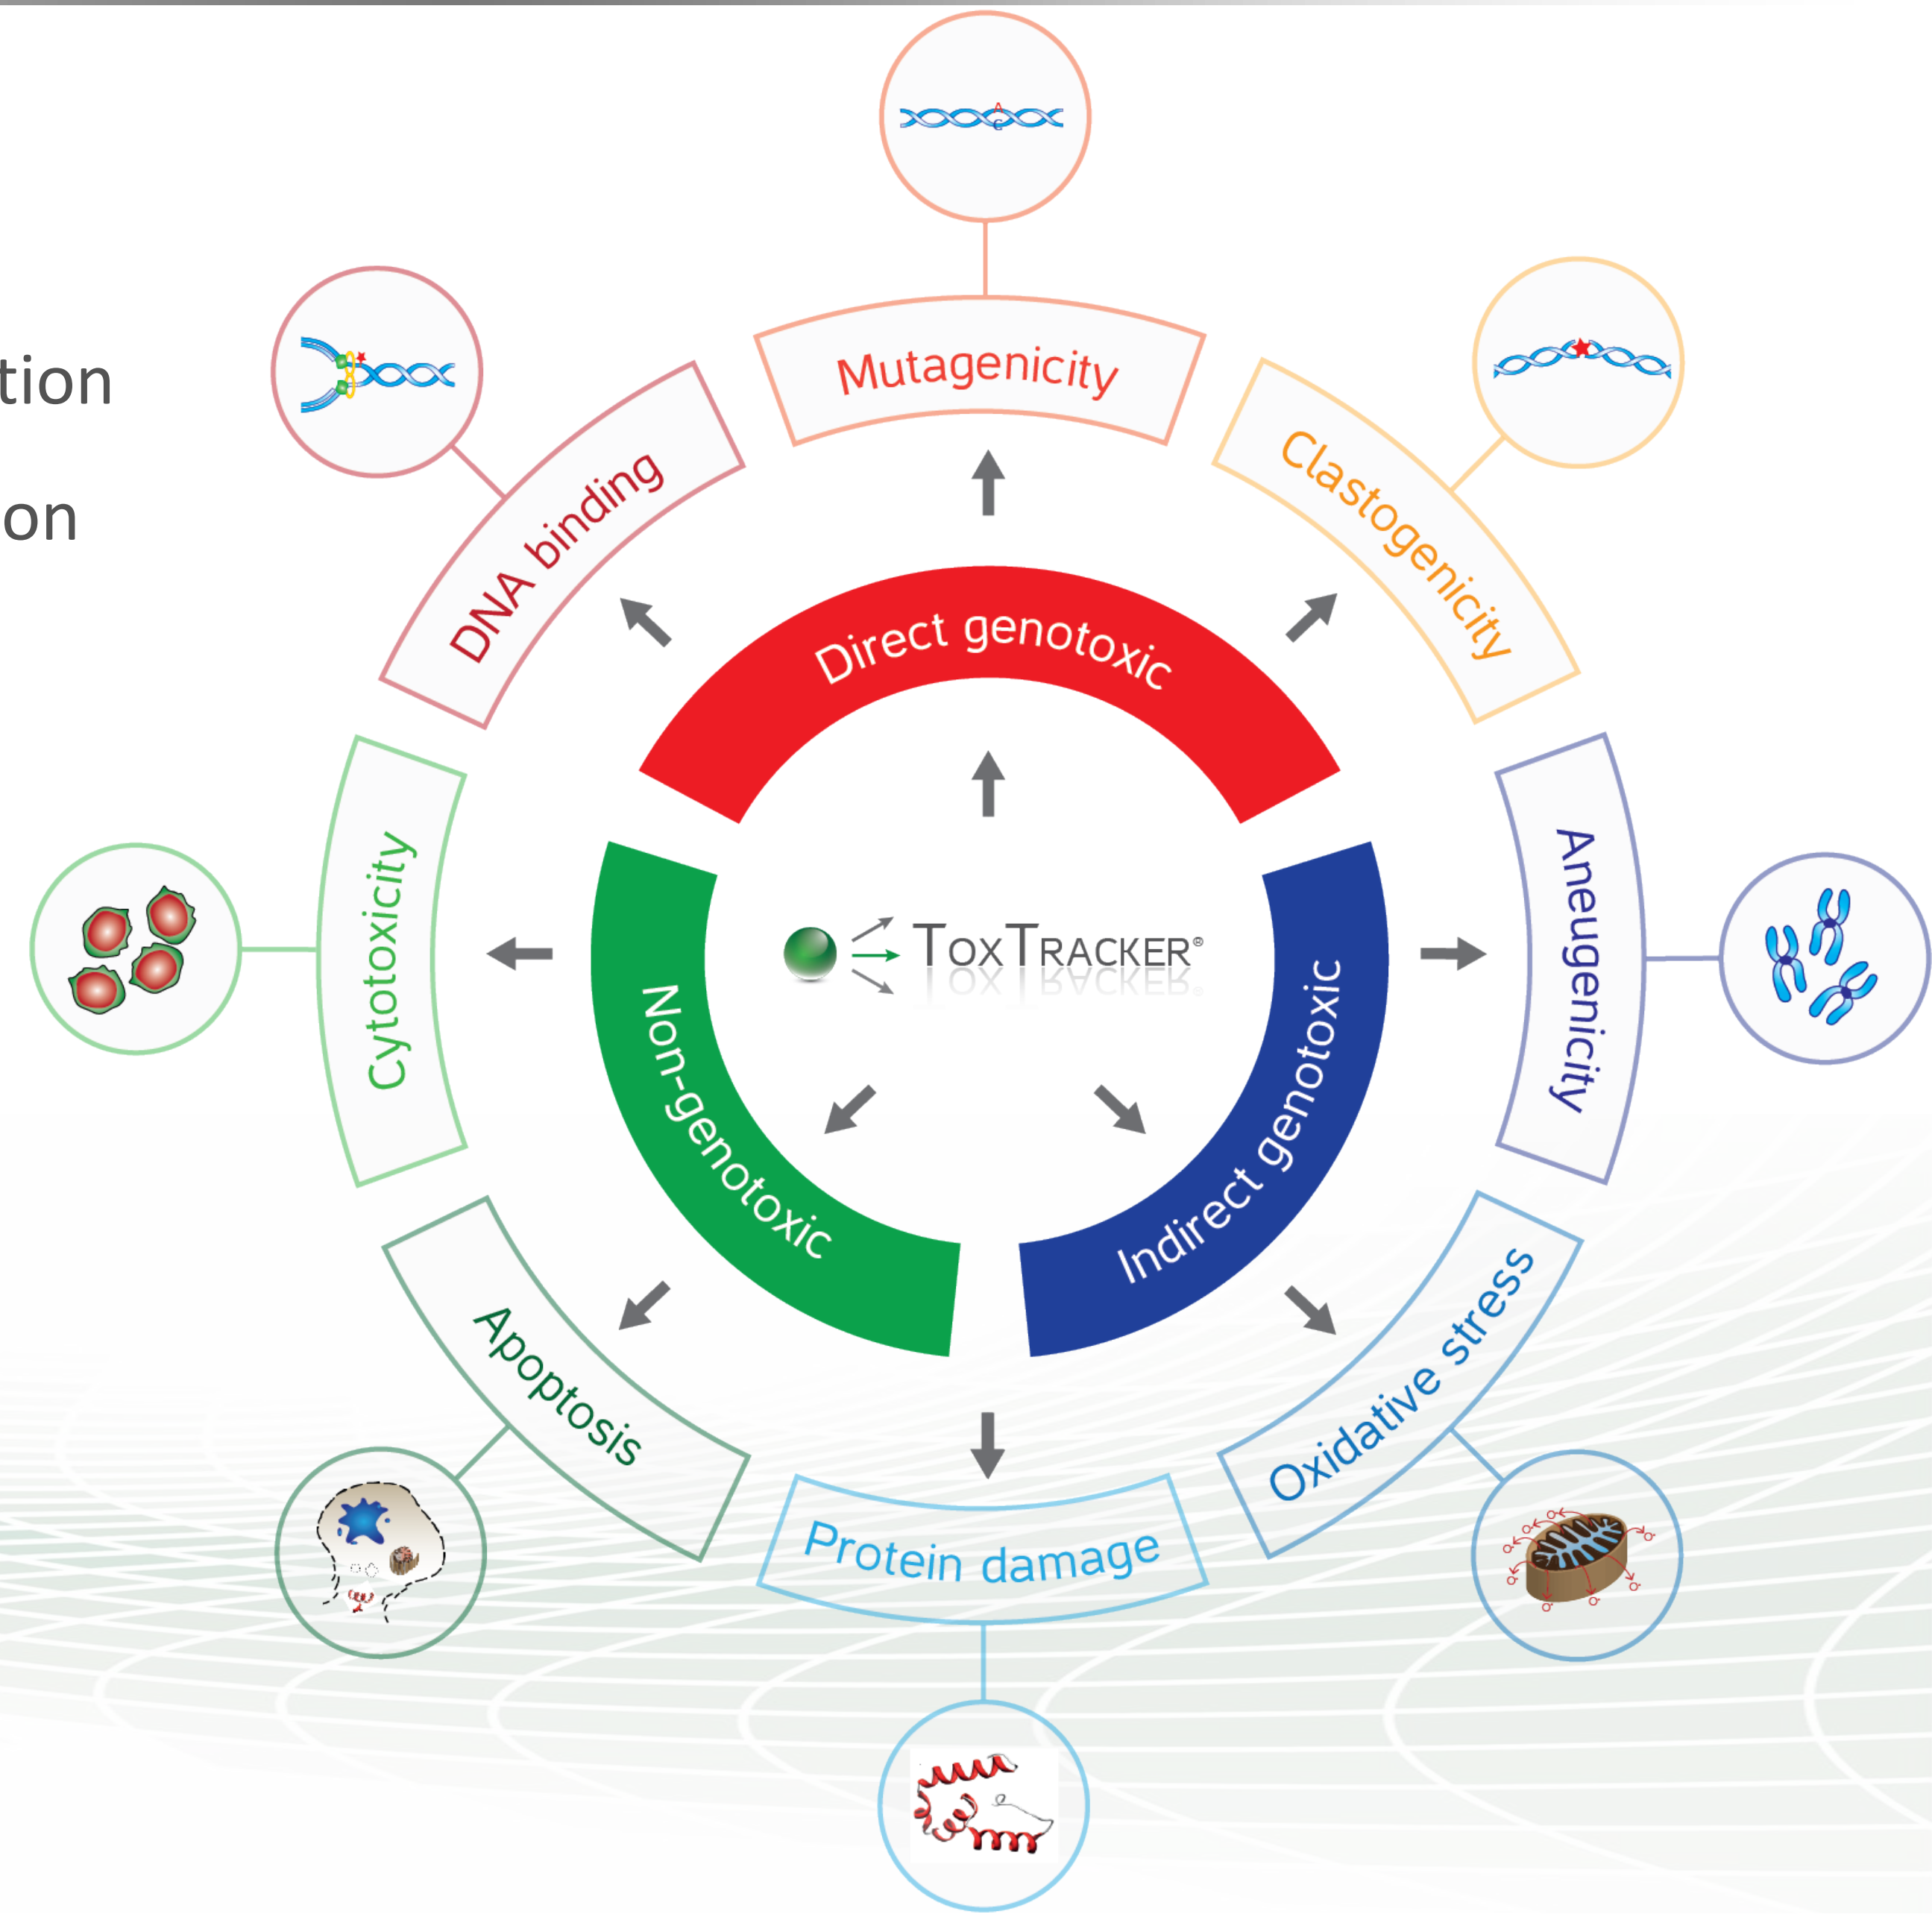 tion
on
Mutagenicity
A
C
DNA binding
Clastogenicity
Direct genotoxic
Cytotoxicity
TOXTRACKER®
Aneugenicity
Non-genotoxic
Indirect genotoxic
Apoptosis
Oxidative stress
Protein damage